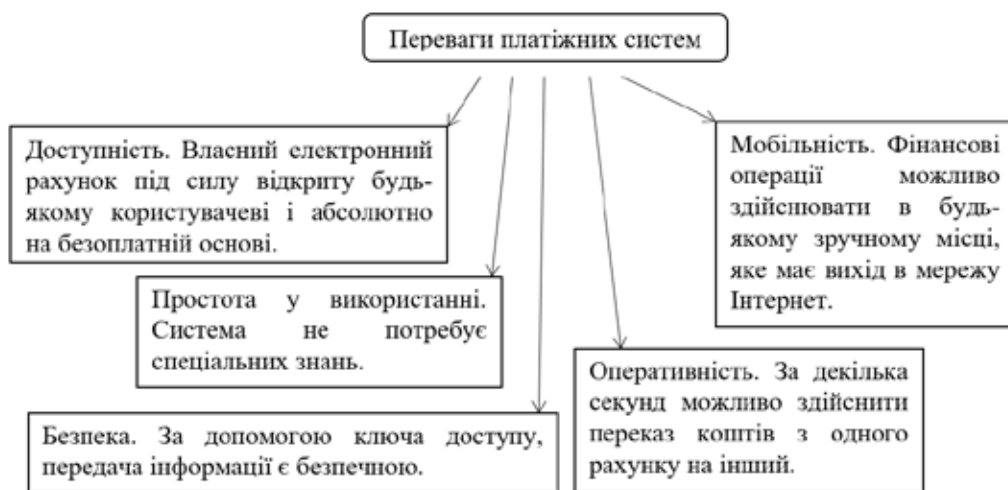 Переваги платіжних систем
Доступність. Власний електронний
рахунок під силу відкриту будь-
якому користувачеві і абсолютно
на безоплатній основі.
Мобільність. Фінансові
операції можливо
здійснювати в будь-
якому зручному місці,
яке має вихід в мережу
Інтернет.
Простота у використанні.
Система не потребує
спеціальних знань.
Оперативність. За декілька
секунд можливо здійснити
переказ коштів з одного
рахунку на інший.
Безпека. За допомогою ключа доступу,
передача інформації є безпечною.